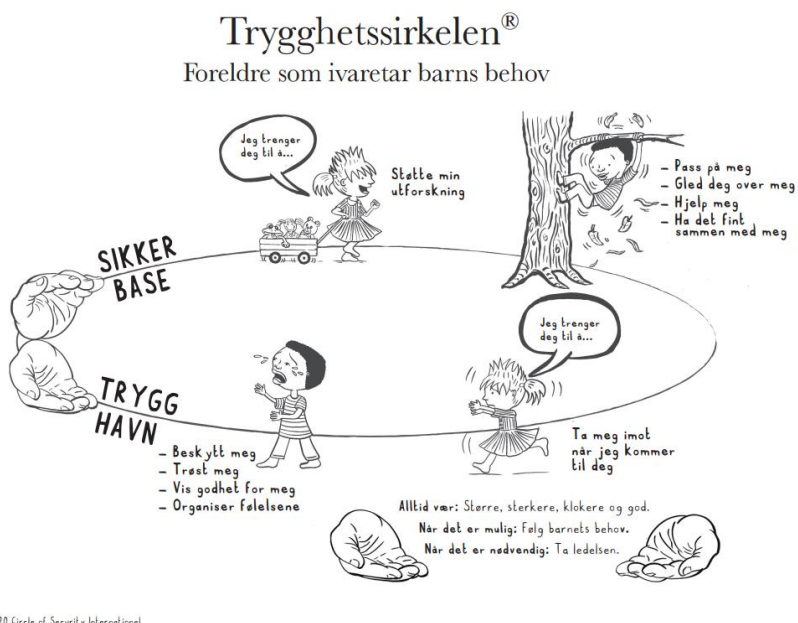 Trygghetssirkelen®
Foreldre som ivaretar barns behov
Jeg trenger
deg til å...
Støtte min
utforskning
– Pass på meg
– Gled deg over meg
– Hjelp meg
– Ha det fint
sammen med meg
SIKKER
BASE
Jeg trenger
deg til å...
TRYGG
HAVN
– Beskytt meg
– Trøst meg
– Vis godhet for meg
– Organiser følelsene
Ta meg imot
når jeg kommer
til deg
Alltid vær: Større, sterkere, klokere og god.
Når det er mulig: Følg barnets behov.
Når det er nødvendig: Ta ledelsen.
Circle of Security International